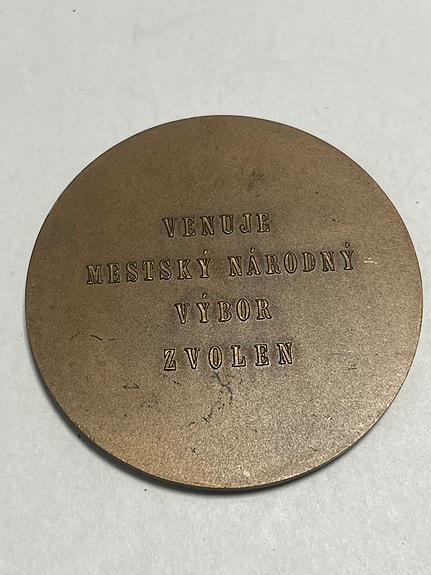 VENUJE
MESTSKÝ NÁRODNÝ
VÝBOR
ZVOLEN